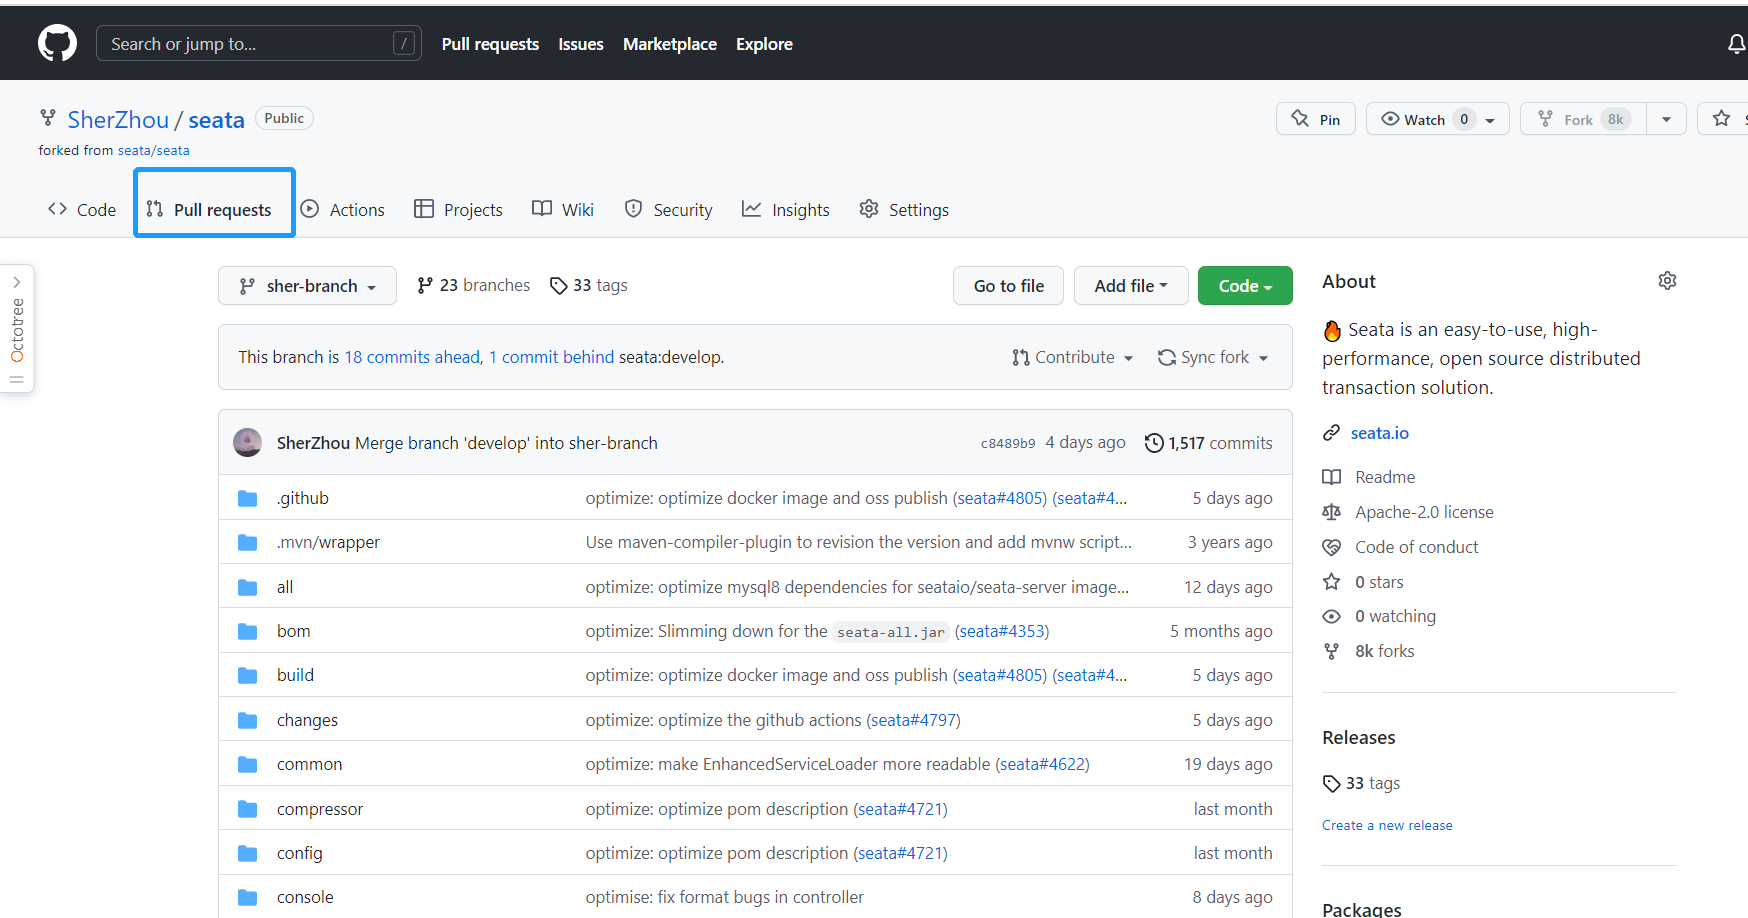 Search or jump to... /
Pull requests Issues Marketplace Explore
SherZhou / seata Public
Pin Watch 0 Fork 8k
forked from seata/seata
Code Pull requests Actions Projects Wiki Security Insights Settings
Octotree
sher-branch 23 branches 33 tags Go to file Add file Code
This branch is 18 commits ahead, 1 commit behind seata:develop. Contribute Sync fork
SherZhou Merge branch 'develop' into sher-branch c8489b9 4 days ago 1,517 commits
.github optimize: optimize docker image and oss publish (seata#4805) (seata#4... 5 days ago
.mvn/wrapper Use maven-compiler-plugin to revision the version and add mvnw script... 3 years ago
all optimize: optimize mysql8 dependencies for seataio/seata-server image... 12 days ago
bom optimize: Slimming down for the seata-all.jar (seata#4353) 5 months ago
build optimize: optimize docker image and oss publish (seata#4805) (seata#4... 5 days ago
changes optimize: optimize the github actions (seata#4797) 5 days ago
common optimize: make EnhancedServiceLoader more readable (seata#4622) 19 days ago
compressor optimize: optimize pom description (seata#4721) last month
config optimize: optimize pom description (seata#4721) last month
console optimise: fix format bugs in controller 8 days ago
About
Seata is an easy-to-use, high-
performance, open source distributed
transaction solution.
seata.io
Readme
Apache-2.0 license
Code of conduct
0 stars
0 watching
8k forks
Releases
33 tags
Create a new release
Packages